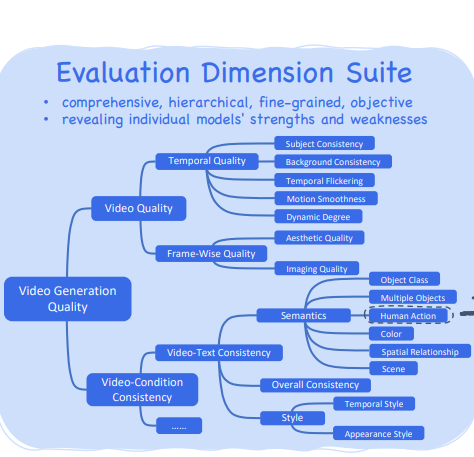 Evaluation Dimension Suite
• comprehensive, hierarchical, fine-grained, objective
• revealing individual models' strengths and weaknesses
Video Generation
Quality
Video Quality
Temporal Quality
Subject Consistency
Background Consistency
Temporal Flickering
Motion Smoothness
Dynamic Degree
Frame-Wise Quality
Aesthetic Quality
Imaging Quality
Video-Condition
Consistency
Video-Text Consistency
Semantics
Object Class
Multiple Objects
Human Action
Color
Spatial Relationship
Scene
Overall Consistency
Style
Temporal Style
Appearance Style
......